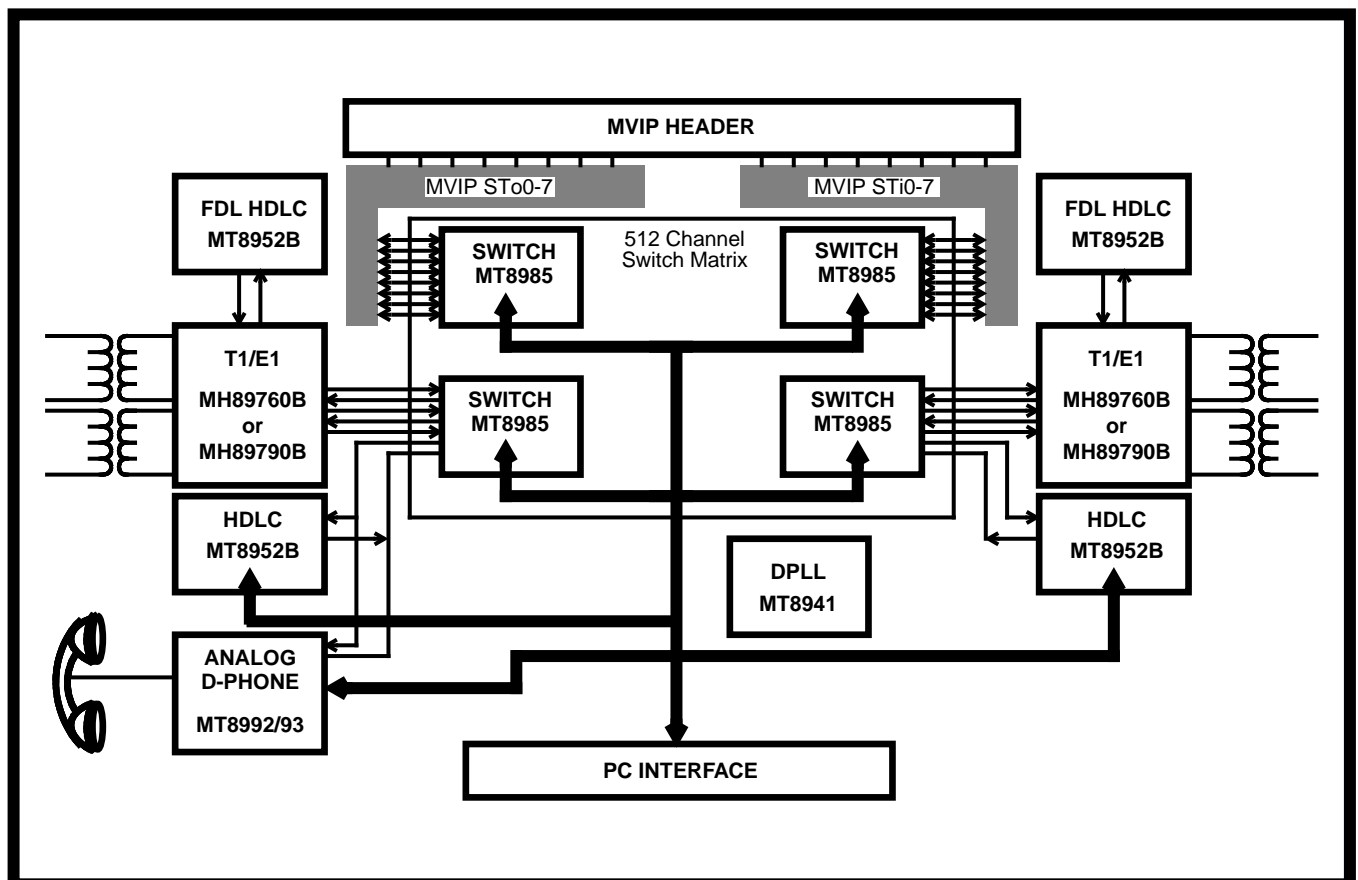 MVIP HEADER
MVIP STo0-7
MVIP STi0-7
FDL HDLC
MT8952B
SWITCH
MT8985
512 Channel
Switch Matrix
SWITCH
MT8985
FDL HDLC
MT8952B
T1/E1
MH89760B
or
MH89790B
SWITCH
MT8985
SWITCH
MT8985
T1/E1
MH89760B
or
MH89790B
HDLC
MT8952B
DPLL
MT8941
HDLC
MT8952B
ANALOG
D-PHONE
MT8992/93
PC INTERFACE